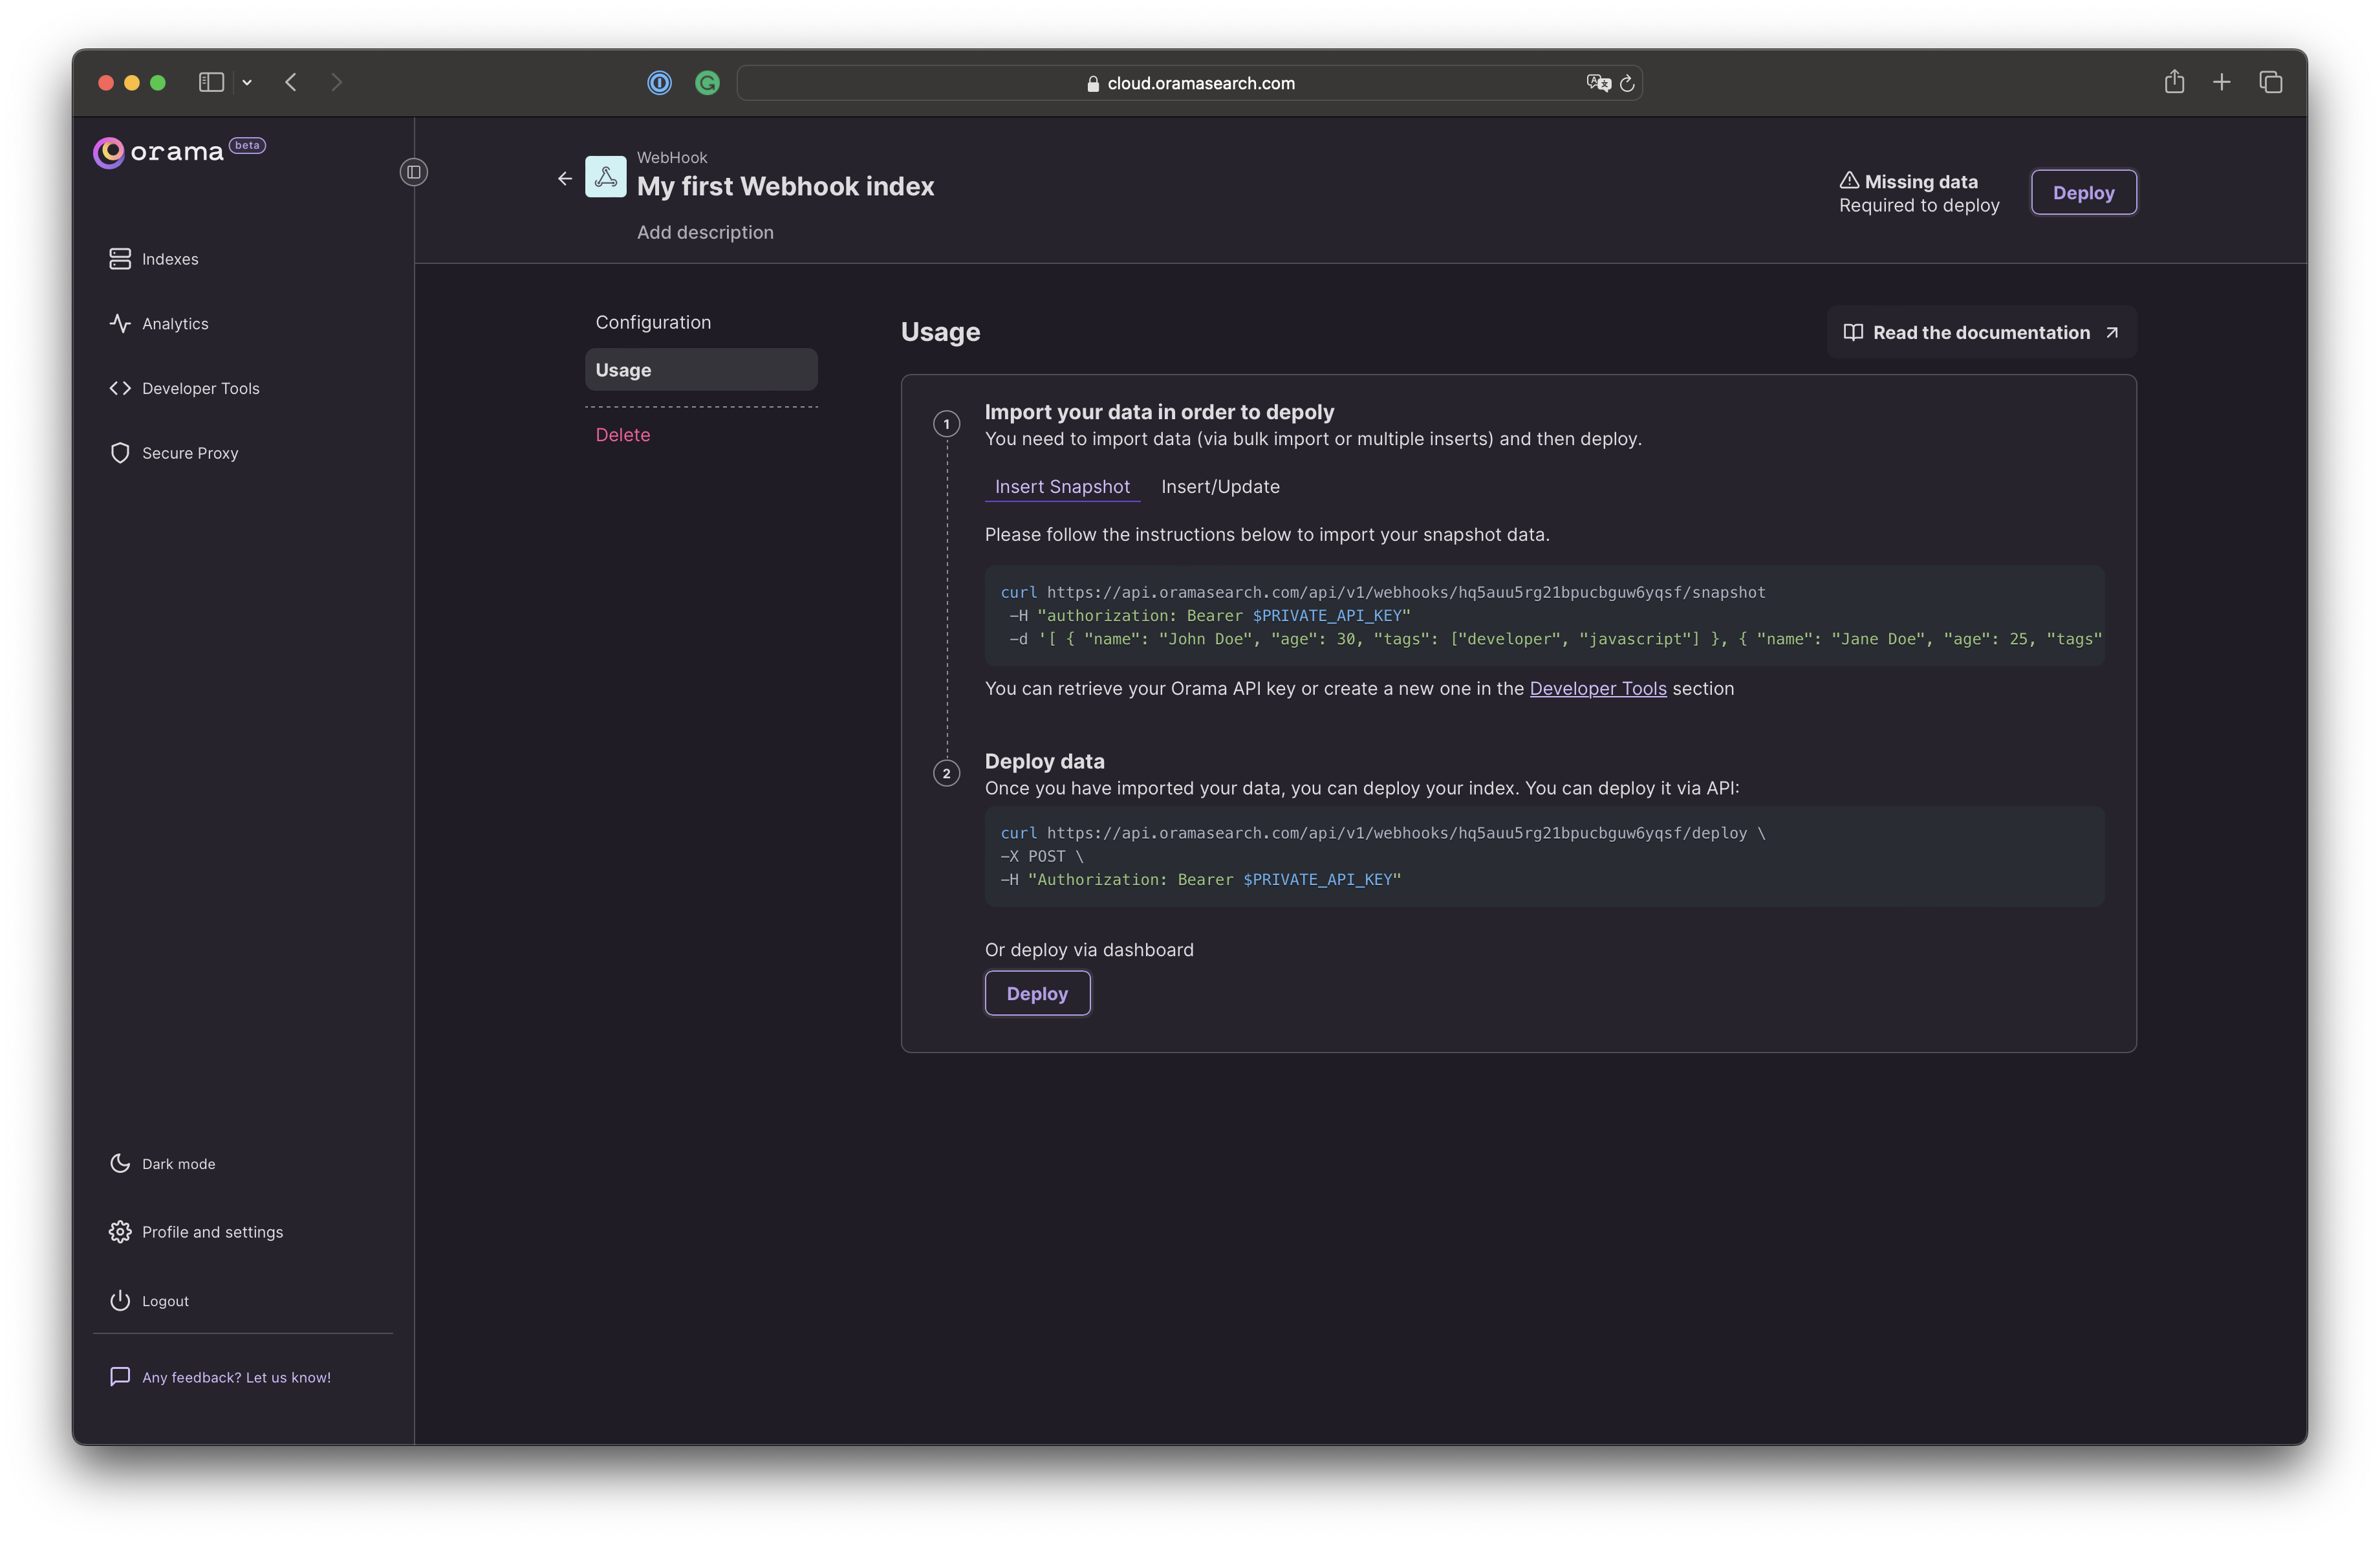 cloud.oramasearch.com
orama beta
Indexes
Analytics
Developer Tools
Secure Proxy
Dark mode
Profile and settings
Logout
Any feedback? Let us know!
WebHook
My first Webhook index
Add description
Missing data
Required to deploy
Deploy
Configuration
Usage
Delete
Usage
Read the documentation
1
Import your data in order to depoly
You need to import data (via bulk import or multiple inserts) and then deploy.
Insert Snapshot Insert/Update
Please follow the instructions below to import your snapshot data.
curl https://api.oramasearch.com/api/v1/webhooks/hq5auu5rg21bpucbguw6yqsf/snapshot
-H "authorization: Bearer $PRIVATE_API_KEY"
-d '[ { "name": "John Doe", "age": 30, "tags": ["developer", "javascript"] }, { "name": "Jane Doe", "age": 25, "tags"
You can retrieve your Orama API key or create a new one in the Developer Tools section
2
Deploy data
Once you have imported your data, you can deploy your index. You can deploy it via API:
curl https://api.oramasearch.com/api/v1/webhooks/hq5auu5rg21bpucbguw6yqsf/deploy \
-X POST \
-H "Authorization: Bearer $PRIVATE_API_KEY"
Or deploy via dashboard
Deploy